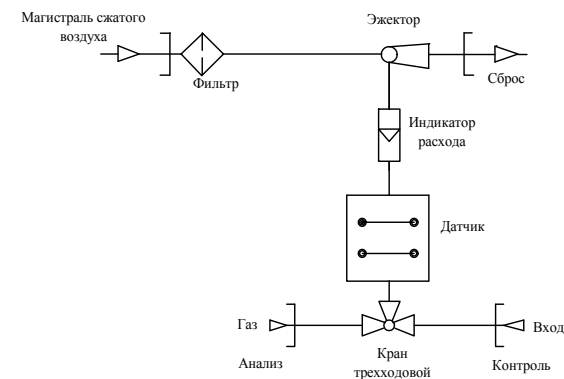 Магистраль сжатого
воздуха
Эжектор
Фильтр
Сброс
Индикатор
расхода
Датчик
Газ
Вход
Анализ
Кран
трехходовой
Контроль